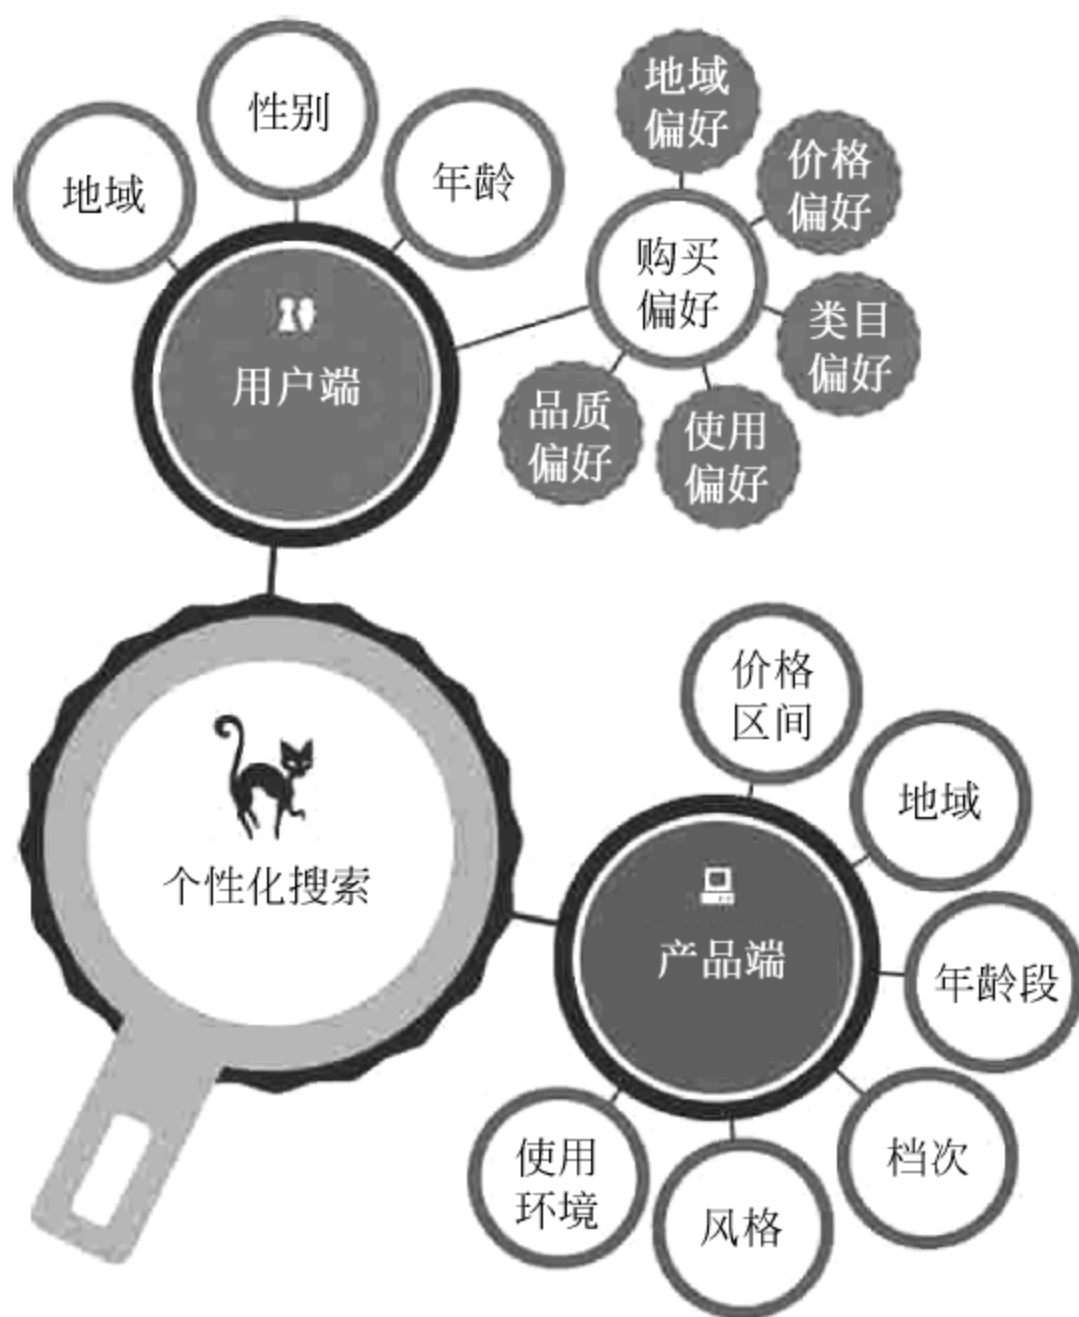 性别
地域
年龄
用户端
地域
偏好
价格
偏好
购买
偏好
类目
偏好
品质
偏好
使用
偏好
个性化搜索
价格
区间
地域
产品端
年龄段
档次
使用
环境
风格